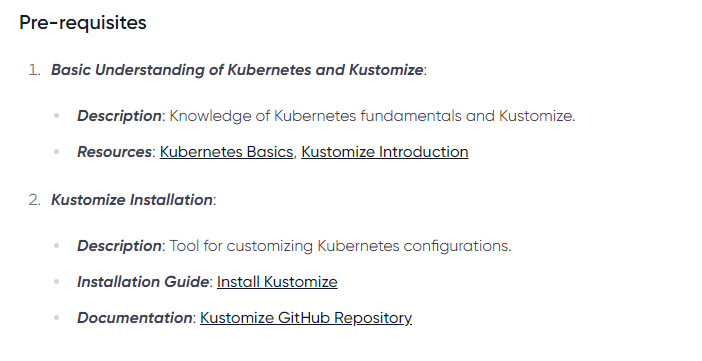 Pre-requisites
1. Basic Understanding of Kubernetes and Kustomize:
• Description: Knowledge of Kubernetes fundamentals and Kustomize.
• Resources: Kubernetes Basics, Kustomize Introduction
2. Kustomize Installation:
• Description: Tool for customizing Kubernetes configurations.
• Installation Guide: Install Kustomize
• Documentation: Kustomize GitHub Repository